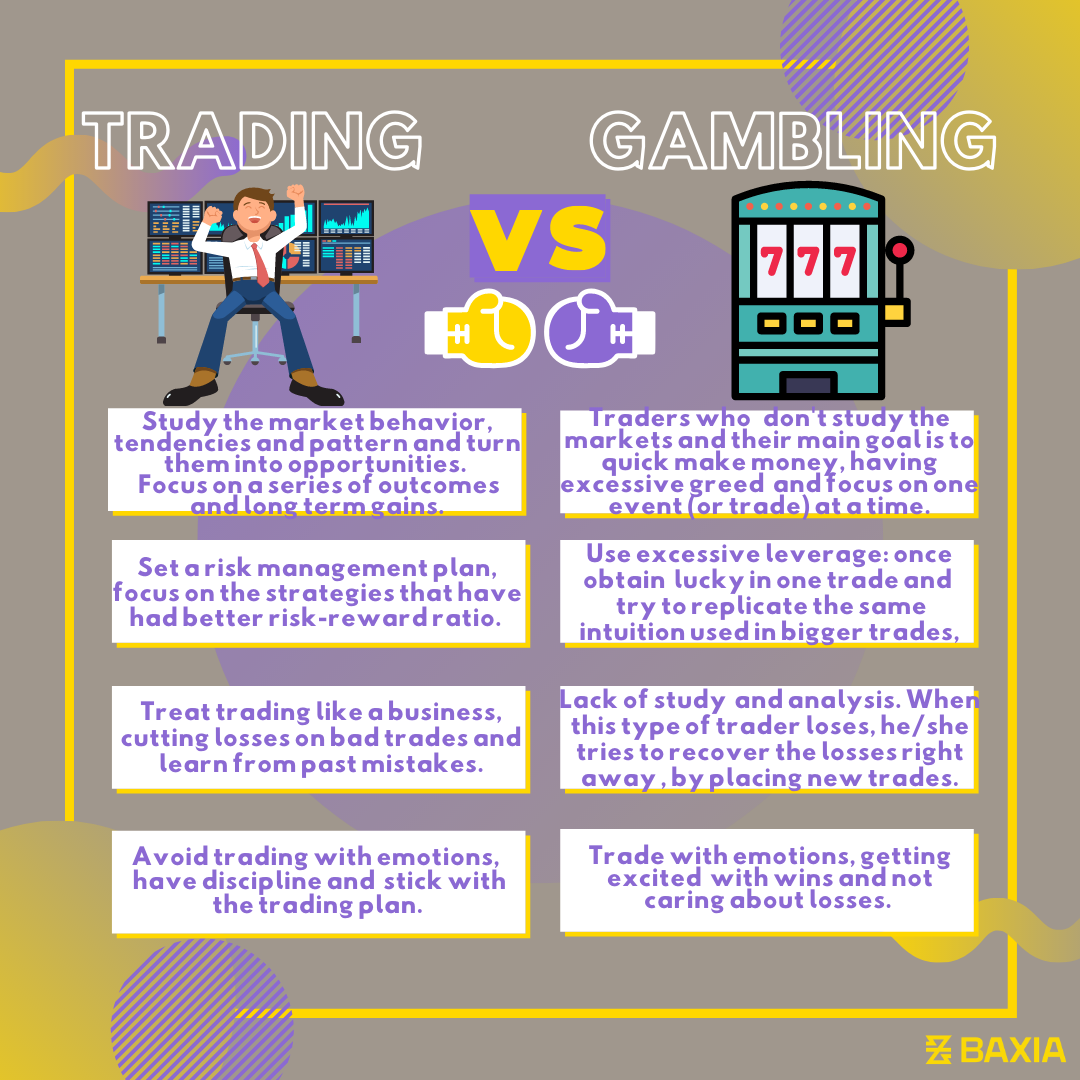 TRADING
GAMBLING
VS
777
Study the market behavior,
tendencies and pattern and turn
them into opportunities.
Focus on a series of outcomes
and long term gains.
Traders who don't study the
markets and their main goal is to
quick make money, having
excessive greed and focus on one
event (or trade) at a time.
Set a risk management plan,
focus on the strategies that have
had better risk-reward ratio.
Use excessive leverage: once
obtain lucky in one trade and
try to replicate the same
intuition used in bigger trades,
Treat trading like a business,
cutting losses on bad trades and
learn from past mistakes.
Lack of study and analysis. When
this type of trader loses, he/she
tries to recover the losses right
away , by placing new trades.
Avoid trading with emotions,
have discipline and stick with
the trading plan.
Trade with emotions, getting
excited with wins and not
caring about losses.
BAXIA